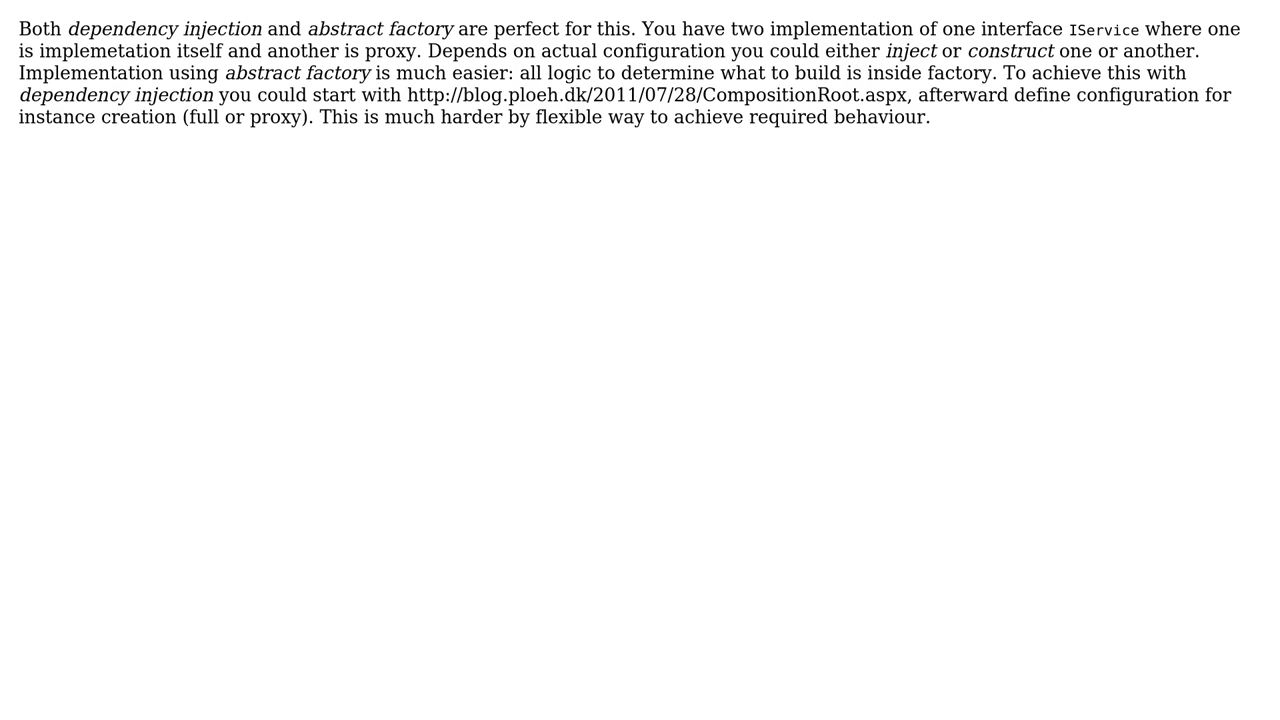 Both dependency injection and abstract factory are perfect for this. You have two implementation of one interface IService where one
is implemetation itself and another is proxy. Depends on actual configuration you could either inject or construct one or another.
Implementation using abstract factory is much easier: all logic to determine what to build is inside factory. To achieve this with
dependency injection you could start with http://blog.ploeh.dk/2011/07/28/CompositionRoot.aspx, afterward define configuration for
instance creation (full or proxy). This is much harder by flexible way to achieve required behaviour.